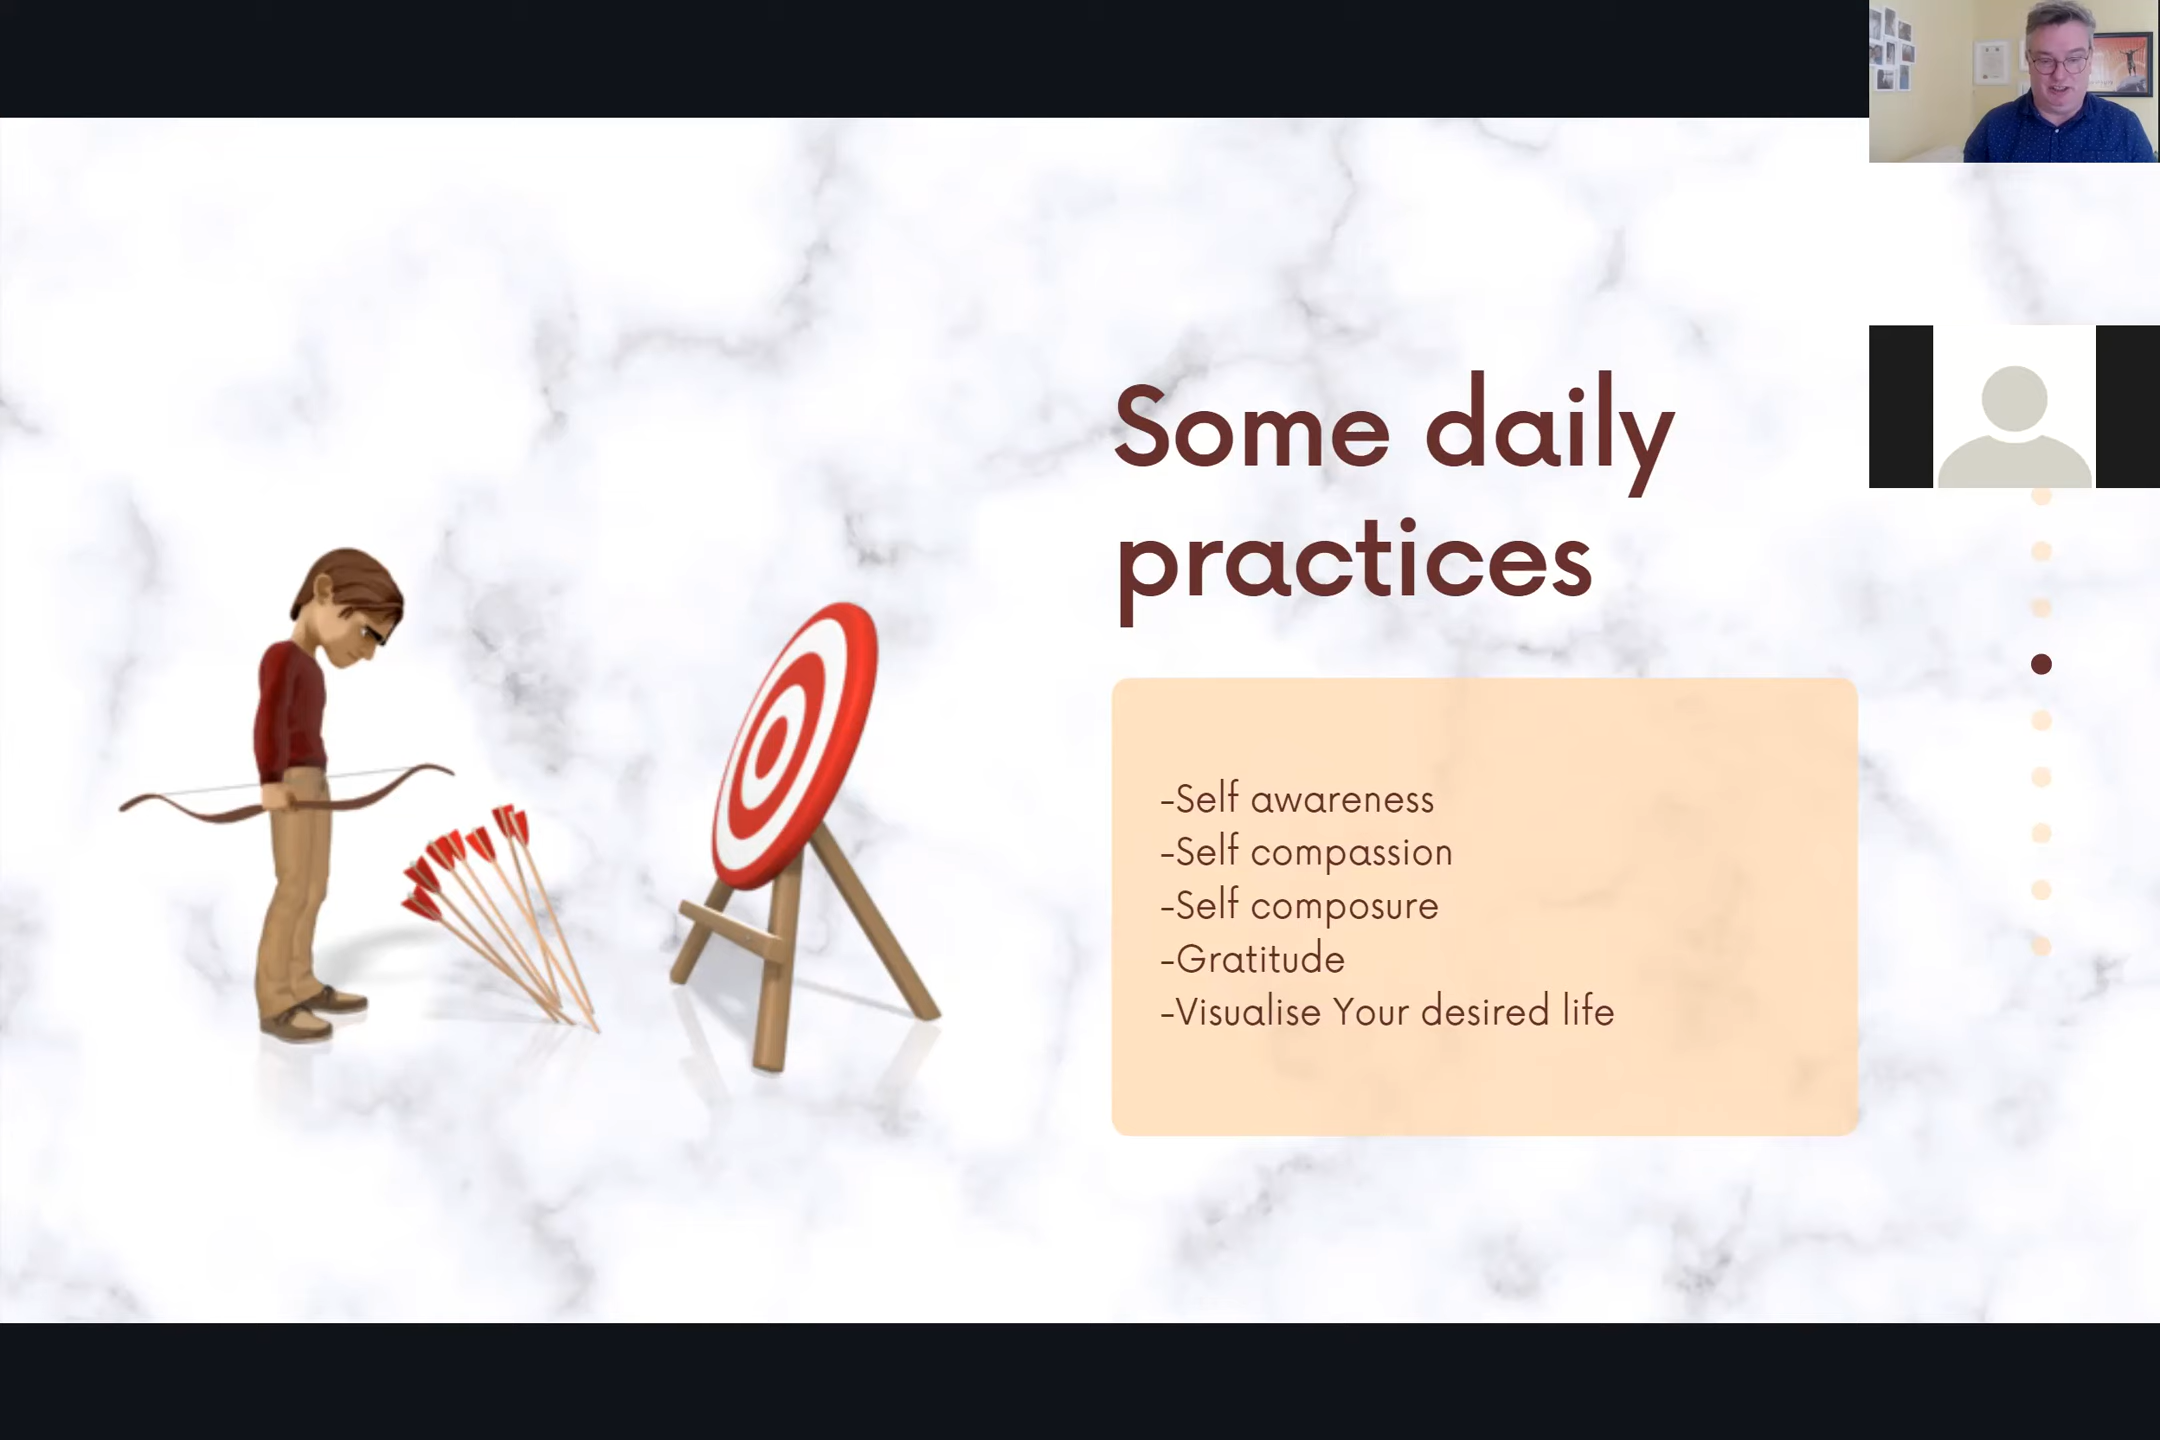 Some daily
practices
-Self awareness
-Self compassion
-Self composure
-Gratitude
-Visualise Your desired life